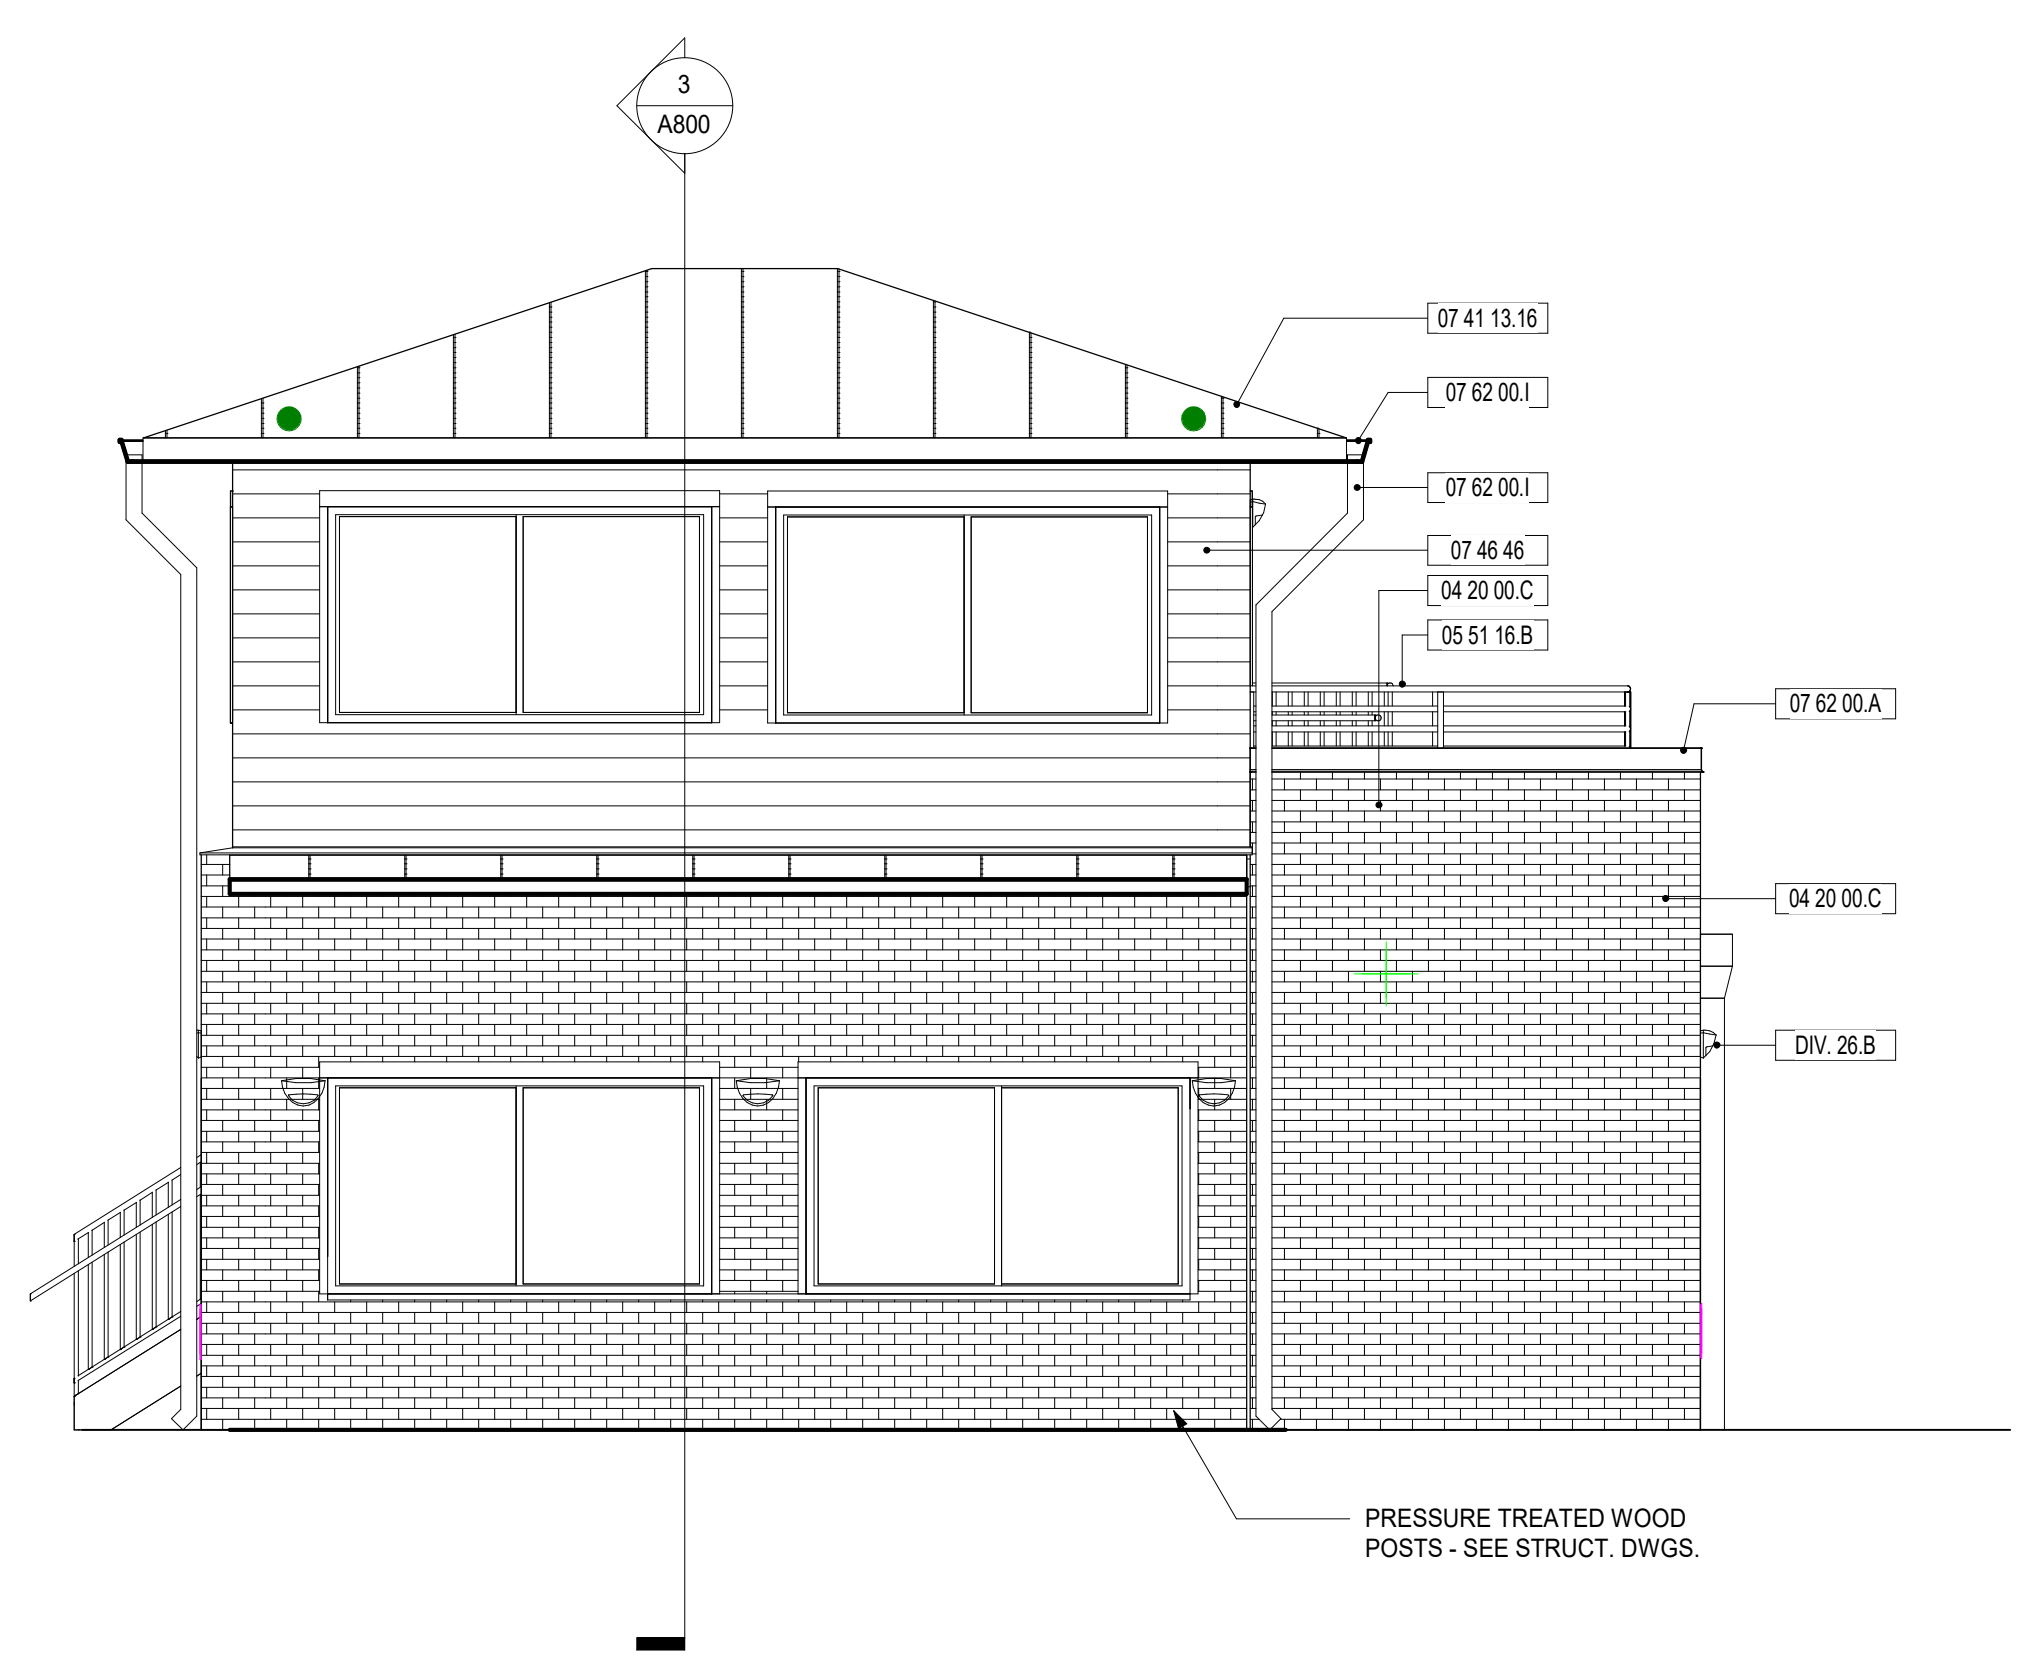 3
A800
07 41 13.16
07 62 00.I
07 62 00.I
07 46 46
04 20 00.C
05 51 16.B
07 62 00.A
04 20 00.C
DIV. 26.B
PRESSURE TREATED WOOD
POSTS - SEE STRUCT. DWGS.